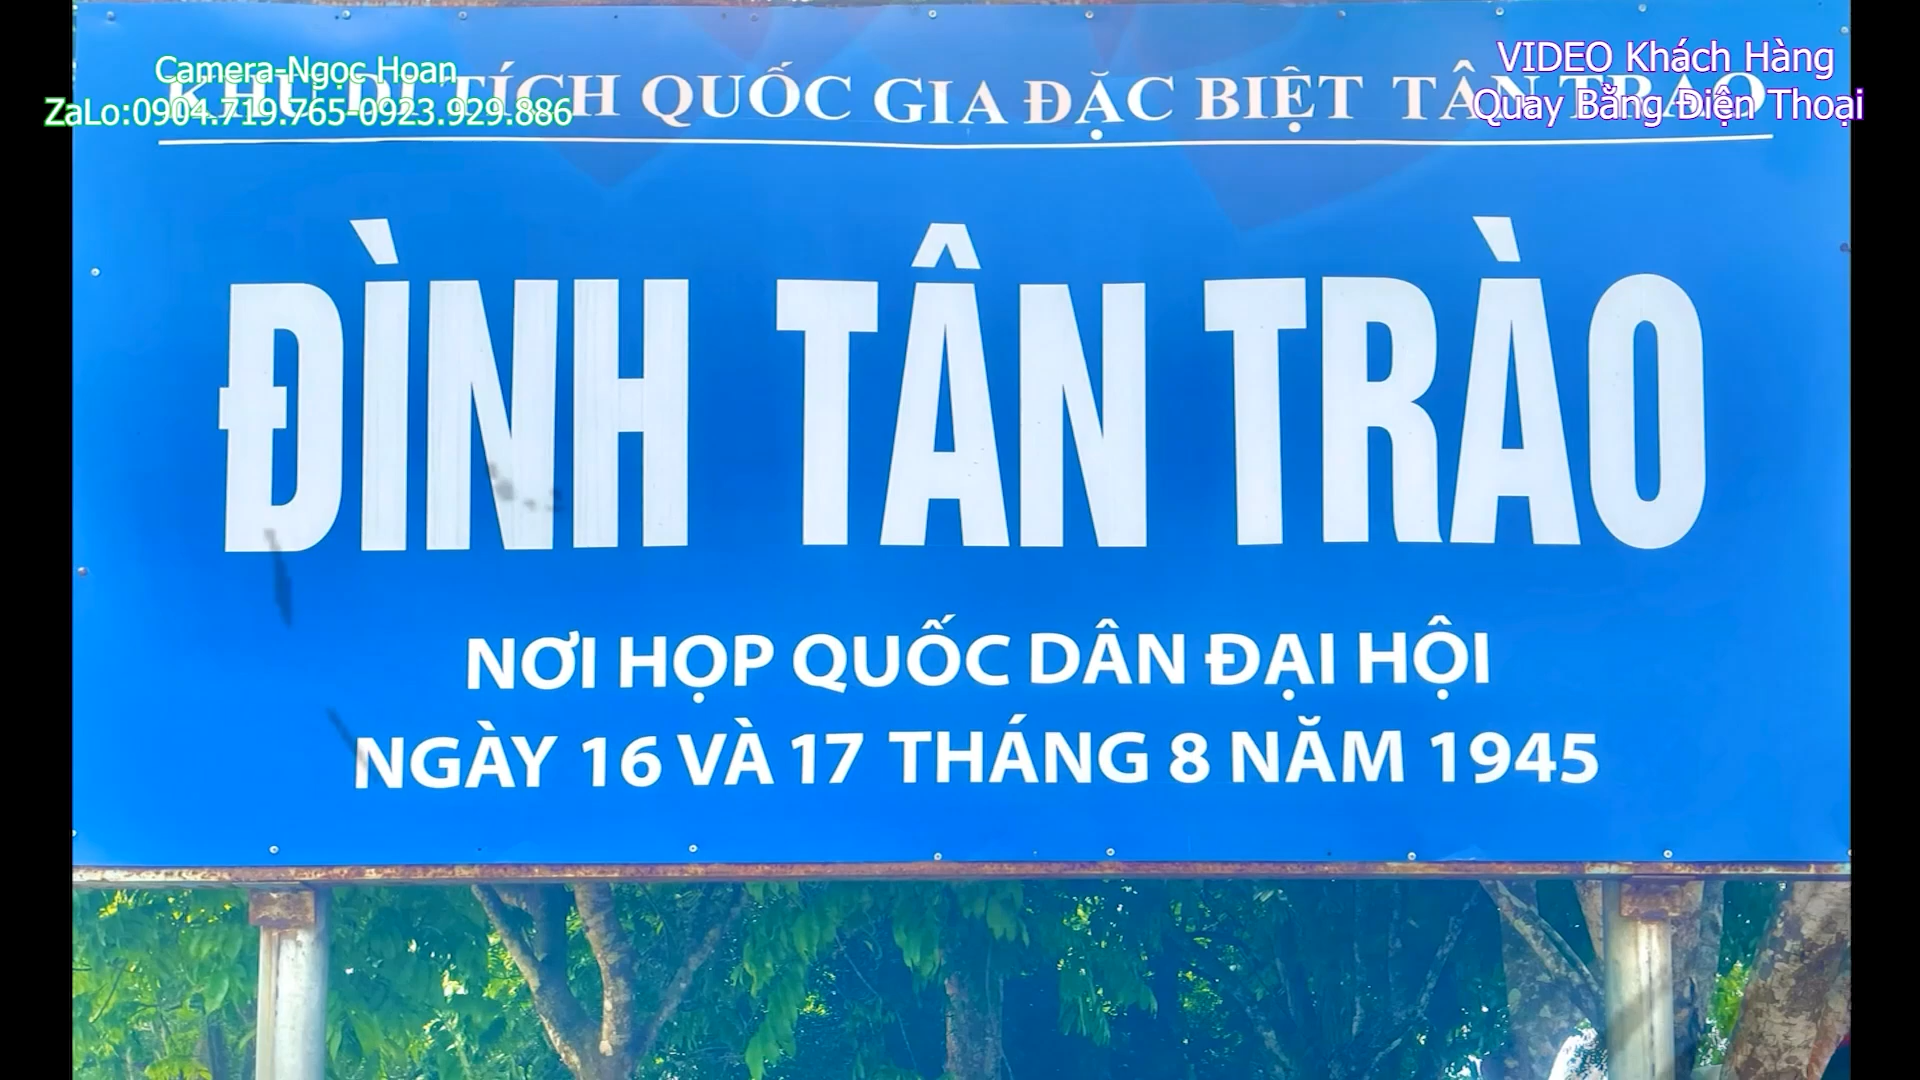 Camera-Ngọc Hoan
ZaLo:0904.719.765-0923.929.886
VIDEO Khách Hàng
Quay Bằng Điện Thoại
KHU DI TÍCH QUỐC GIA ĐẶC BIỆT TÂN TRÀO
ĐÌNH TÂN TRÀO
NƠI HỌP QUỐC DÂN ĐẠI HỘI
NGÀY 16 VÀ 17 THÁNG 8 NĂM 1945